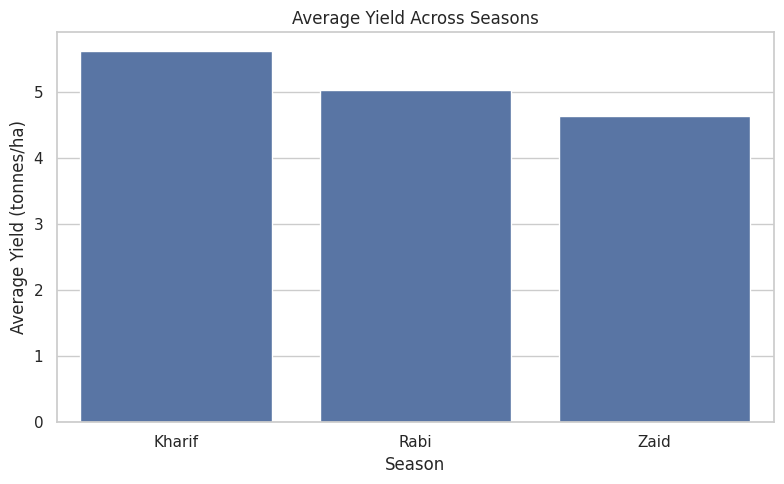 Average Yield Across Seasons
Average Yield (tonnes/ha)
5
4
3
2
1
0
Kharif
Rabi
Zaid
Season